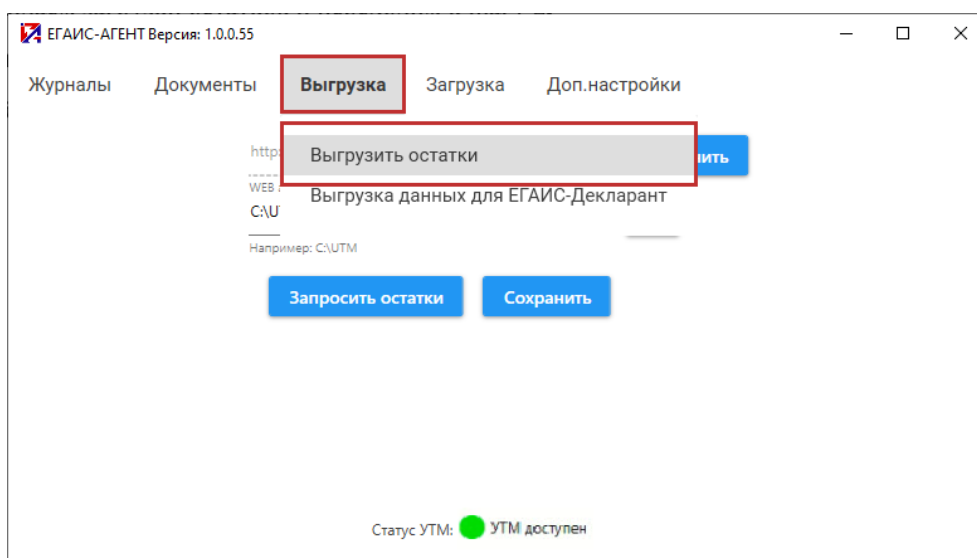 ЕГАИС-АГЕНТ Версия: 1.0.0.55
Журналы Документы Выгрузка Загрузка Доп.настройки
Выгрузить остатки
WEB
Выгрузка данных для ЕГАИС-Декларант
C:\U
Например: C:\UTM
Запросить остатки Сохранить
Статус УТМ: УТМ доступен